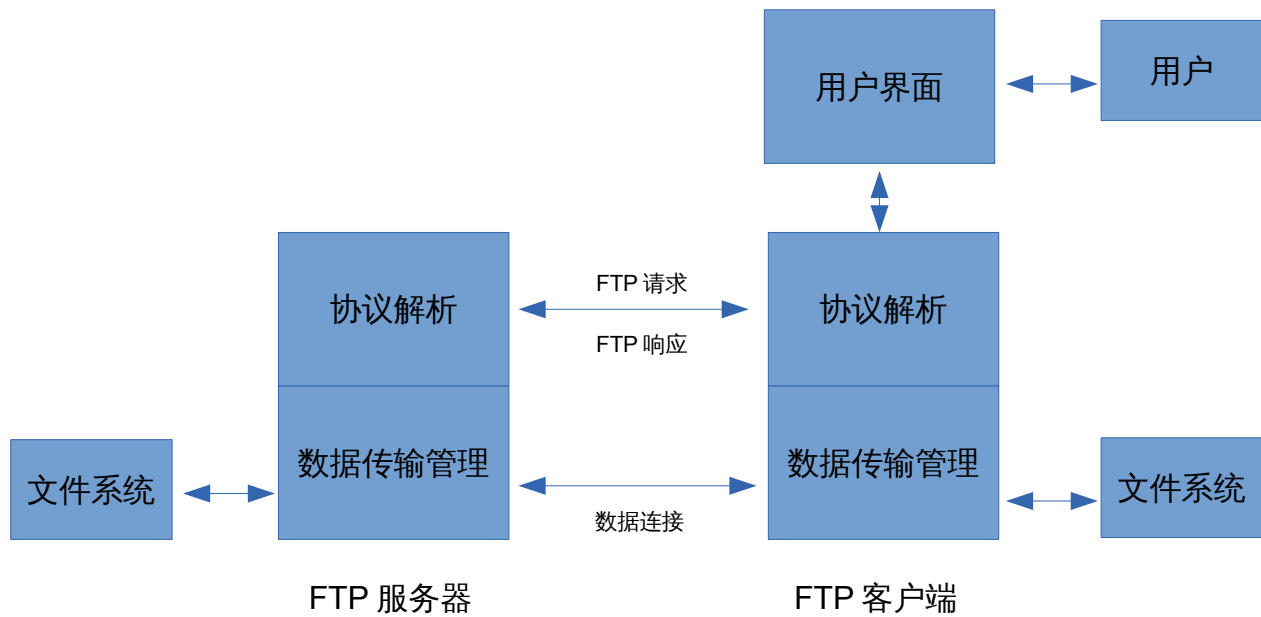 用户界面
用户
FTP 请求
协议解析
协议解析
FTP 响应
数据传输管理
数据传输管理
文件系统
文件系统
数据连接
FTP 服务器
FTP 客户端